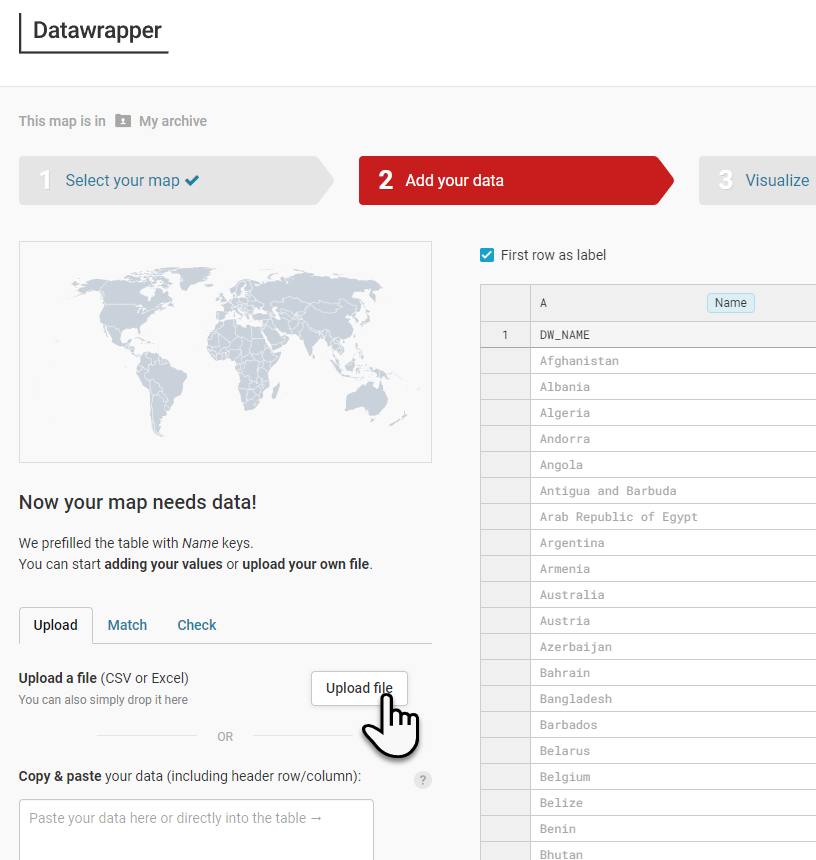 Datawrapper
This map is in My archive
1 Select your map
2 Add your data
3 Visualize
First row as label
A Name
1 DW_NAME
Afghanistan
Albania
Algeria
Andorra
Angola
Antigua and Barbuda
Arab Republic of Egypt
Argentina
Armenia
Australia
Austria
Azerbaijan
Bahrain
Bangladesh
Barbados
Belarus
Belgium
Belize
Benin
Bhutan
Now your map needs data!
We prefilled the table with Name keys.
You can start adding your values or upload your own file.
Upload Match Check
Upload a file (CSV or Excel)
You can also simply drop it here
Upload file
OR
Copy & paste your data (including header row/column):
?
Paste your data here or directly into the table →